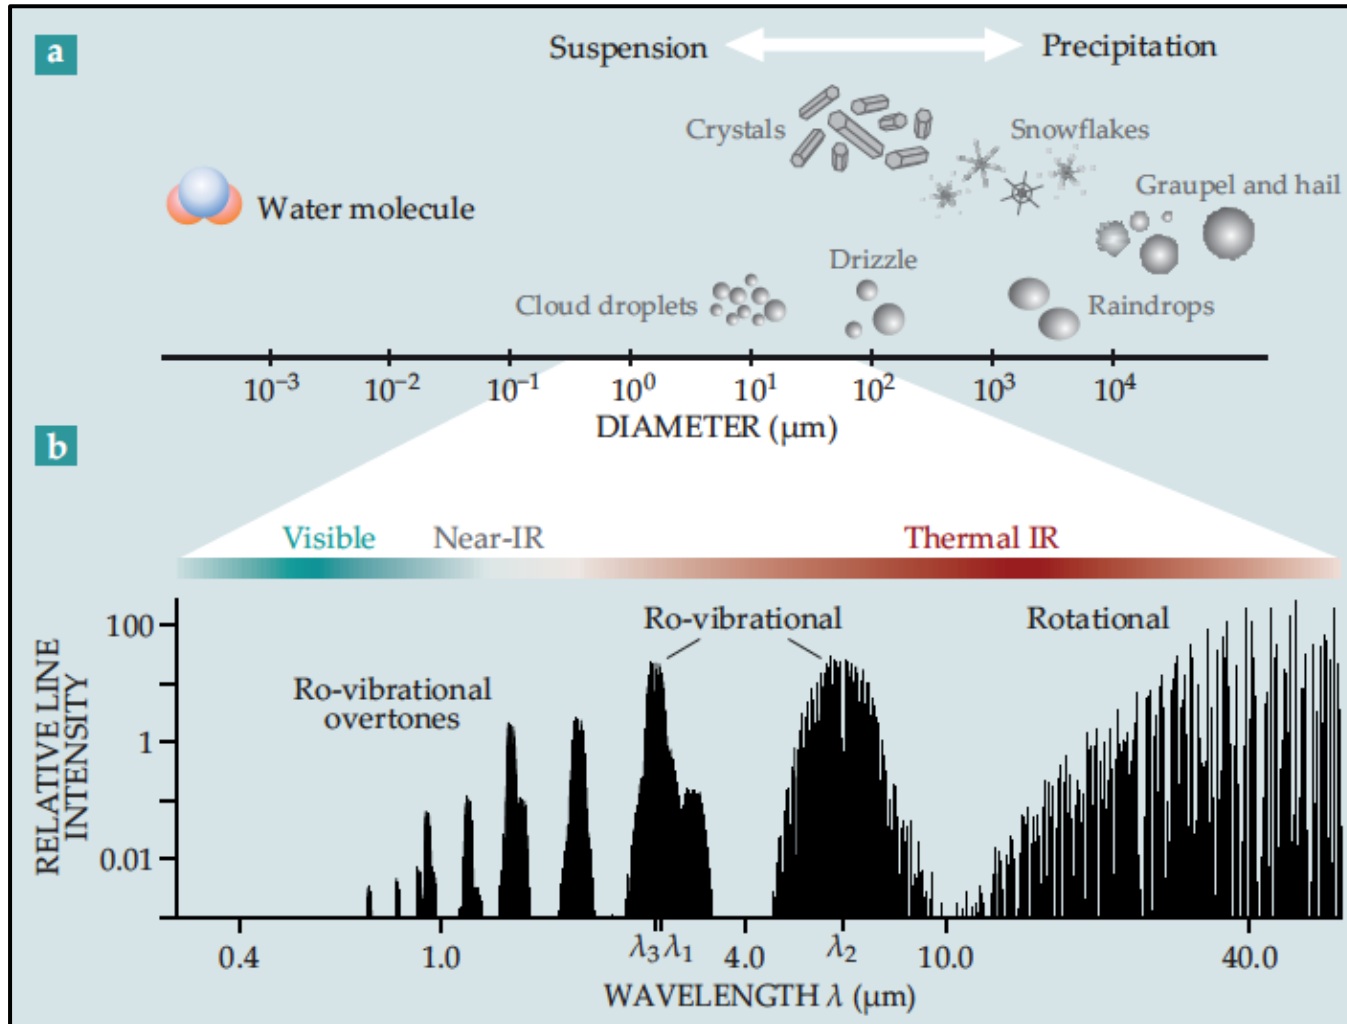 a
Suspension
Precipitation
Crystals
Snowflakes
Graupel and hail
Water molecule
Drizzle
Cloud droplets
Raindrops
10⁻³ 10⁻² 10⁻¹ 10⁰ 10¹ 10² 10³ 10⁴
DIAMETER (µm)
b
Visible
Near-IR
Thermal IR
Ro-vibrational
Rotational
Ro-vibrational
overtones
RELATIVE LINE
INTENSITY
100
1
0.01
0.4 1.0 λ₃ λ₁ 4.0 λ₂ 10.0 40.0
WAVELENGTH λ (µm)